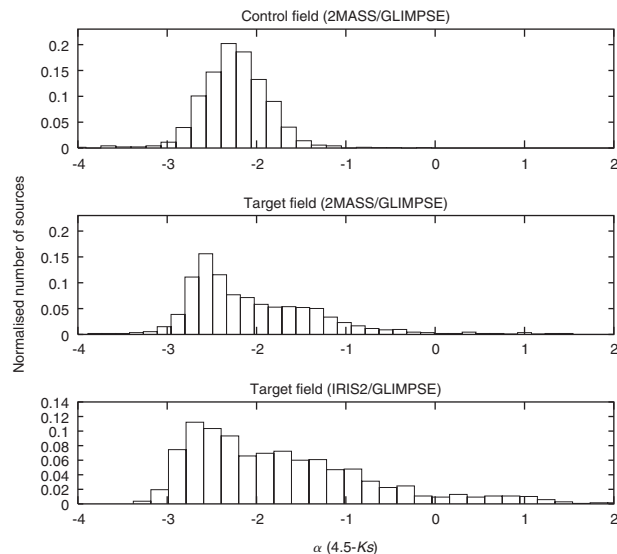 Control field (2MASS/GLIMPSE)
0.2
0.15
0.1
0.05
0
-4 -3 -2 -1 0 1 2
Normalised number of sources
Target field (2MASS/GLIMPSE)
0.2
0.15
0.1
0.05
0
-4 -3 -2 -1 0 1 2
Target field (IRIS2/GLIMPSE)
0.14
0.12
0.1
0.08
0.06
0.04
0.02
0
-4 -3 -2 -1 0 1 2
α (4.5-Ks)